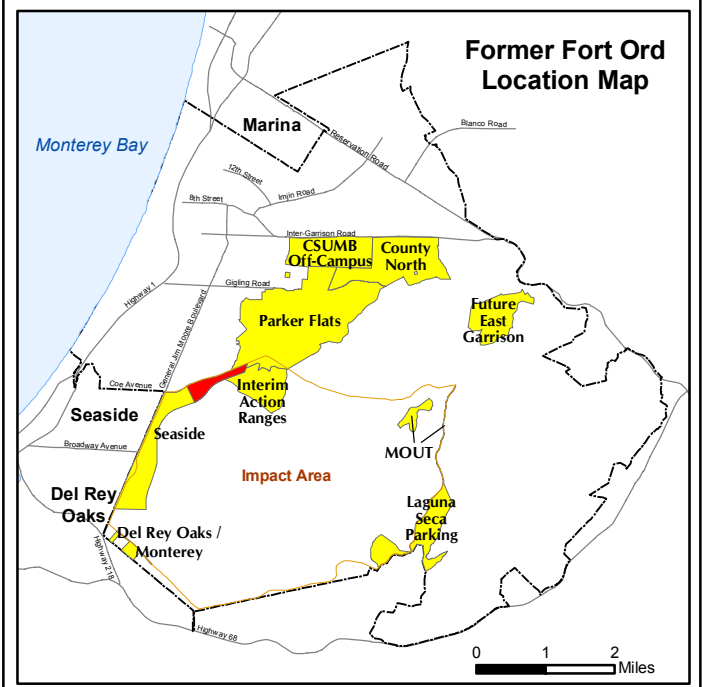 Former Fort Ord
Location Map
Marina
Monterey Bay
Blanco Road
Reservation Road
12th Street
Imjin Road
8th Street
Inter-Garrison Road
CSUMB
Off-Campus
County
North
Gigling Road
Highway 1
General Jim Moore Boulevard
Parker Flats
Future
East
Garrison
Coe Avenue
Interim
Action
Ranges
Seaside
Seaside
Broadway Avenue
MOUT
Impact Area
Del Rey
Oaks
Laguna
Seca
Parking
Del Rey Oaks /
Monterey
Highway 218
Highway 68
0 1 2
Miles